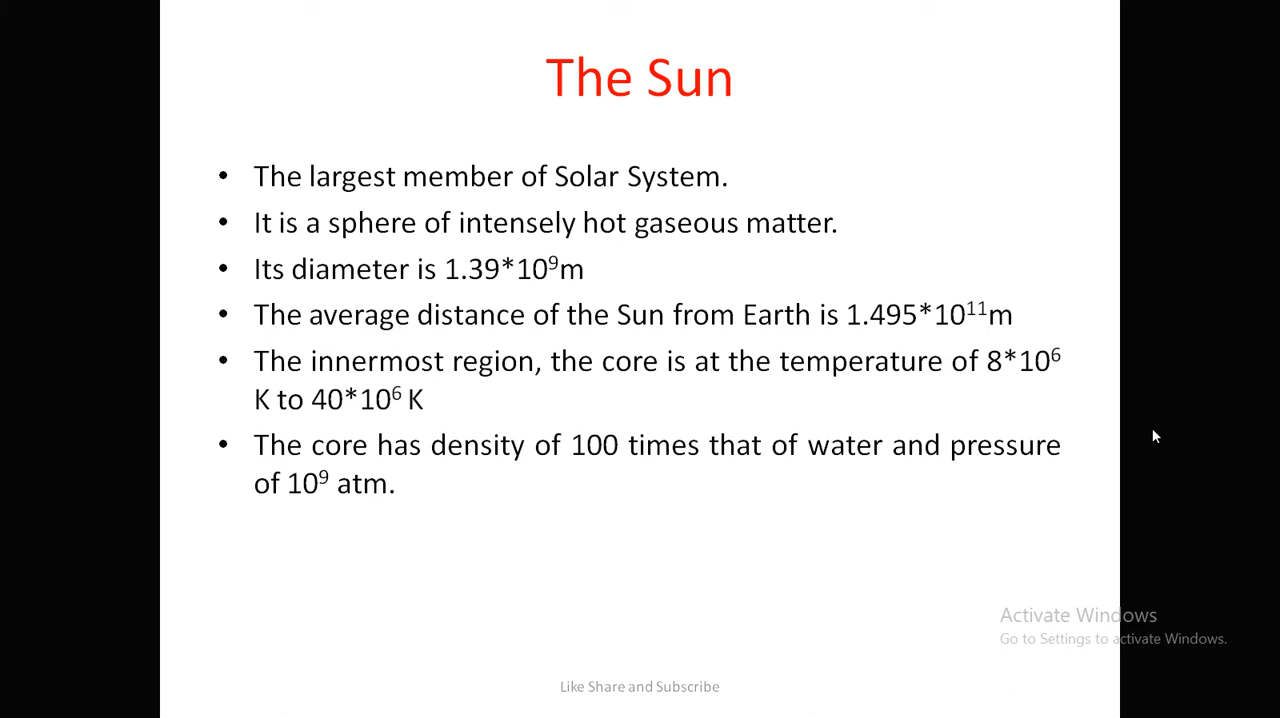 The Sun
• The largest member of Solar System.
• It is a sphere of intensely hot gaseous matter.
• Its diameter is 1.39*10⁹m
• The average distance of the Sun from Earth is 1.495*10¹¹m
• The innermost region, the core is at the temperature of 8*10⁶
K to 40*10⁶ K
• The core has density of 100 times that of water and pressure
of 10⁹ atm.
Activate Windows
Go to Settings to activate Windows.
Like Share and Subscribe